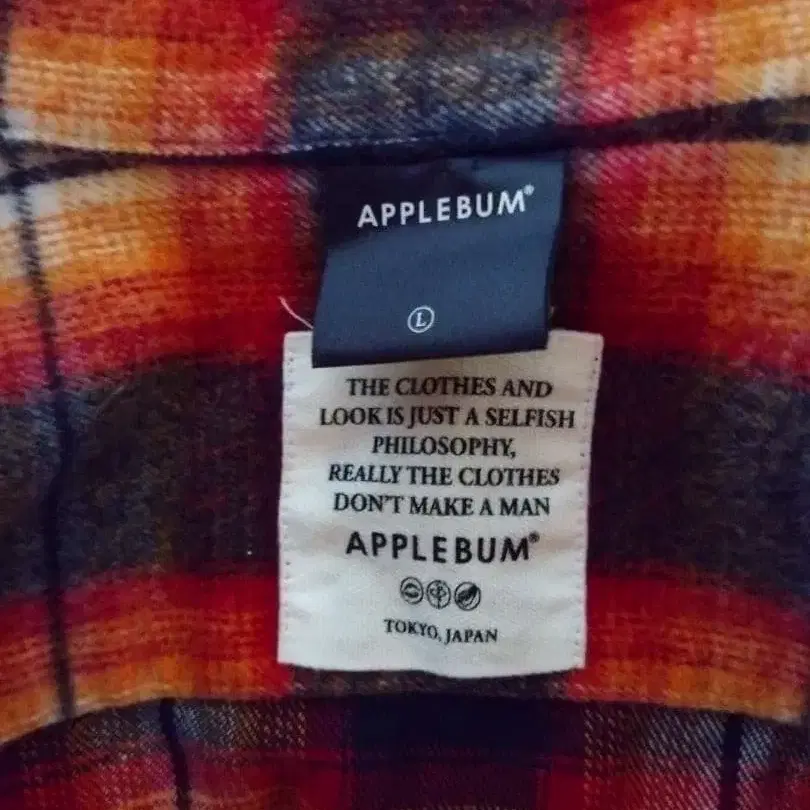 APPLEBUM®
L
THE CLOTHES AND
LOOK IS JUST A SELFISH
PHILOSOPHY,
REALLY THE CLOTHES
DON'T MAKE A MAN
APPLEBUM®
TOKYO, JAPAN